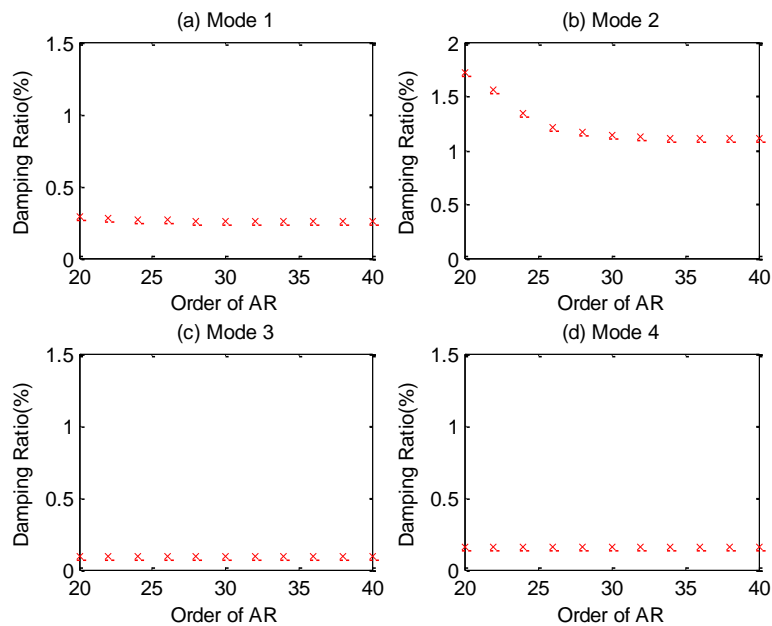 (a) Mode 1
1.5
1
0.5
0
Damping Ratio(%)
20 25 30 35 40
Order of AR
(b) Mode 2
2
1.5
1
0.5
0
Damping Ratio(%)
20 25 30 35 40
Order of AR
(c) Mode 3
1.5
1
0.5
0
Damping Ratio(%)
20 25 30 35 40
Order of AR
(d) Mode 4
1.5
1
0.5
0
Damping Ratio(%)
20 25 30 35 40
Order of AR